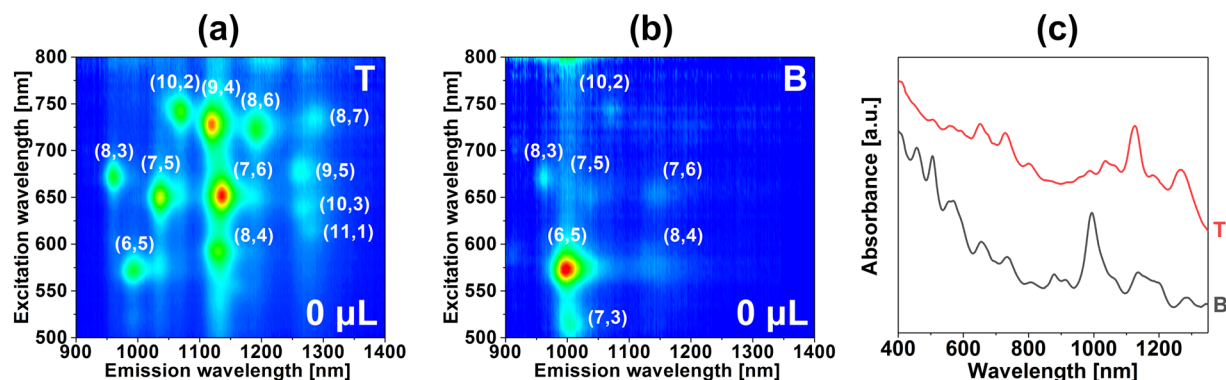 (a)
(b)
(c)
Excitation wavelength [nm]
800
750
700
650
600
550
500
T
(10,2)
(9,4)
(8,6)
(8,7)
(8,3)
(7,5)
(7,6)
(9,5)
(10,3)
(11,1)
(6,5)
(8,4)
0 µL
900 1000 1100 1200 1300 1400
Emission wavelength [nm]
Excitation wavelength [nm]
800
750
700
650
600
550
500
B
(10,2)
(8,3)
(7,5)
(7,6)
(6,5)
(8,4)
(7,3)
0 µL
900 1000 1100 1200 1300 1400
Emission wavelength [nm]
Absorbance [a.u.]
T
B
400 600 800 1000 1200
Wavelength [nm]